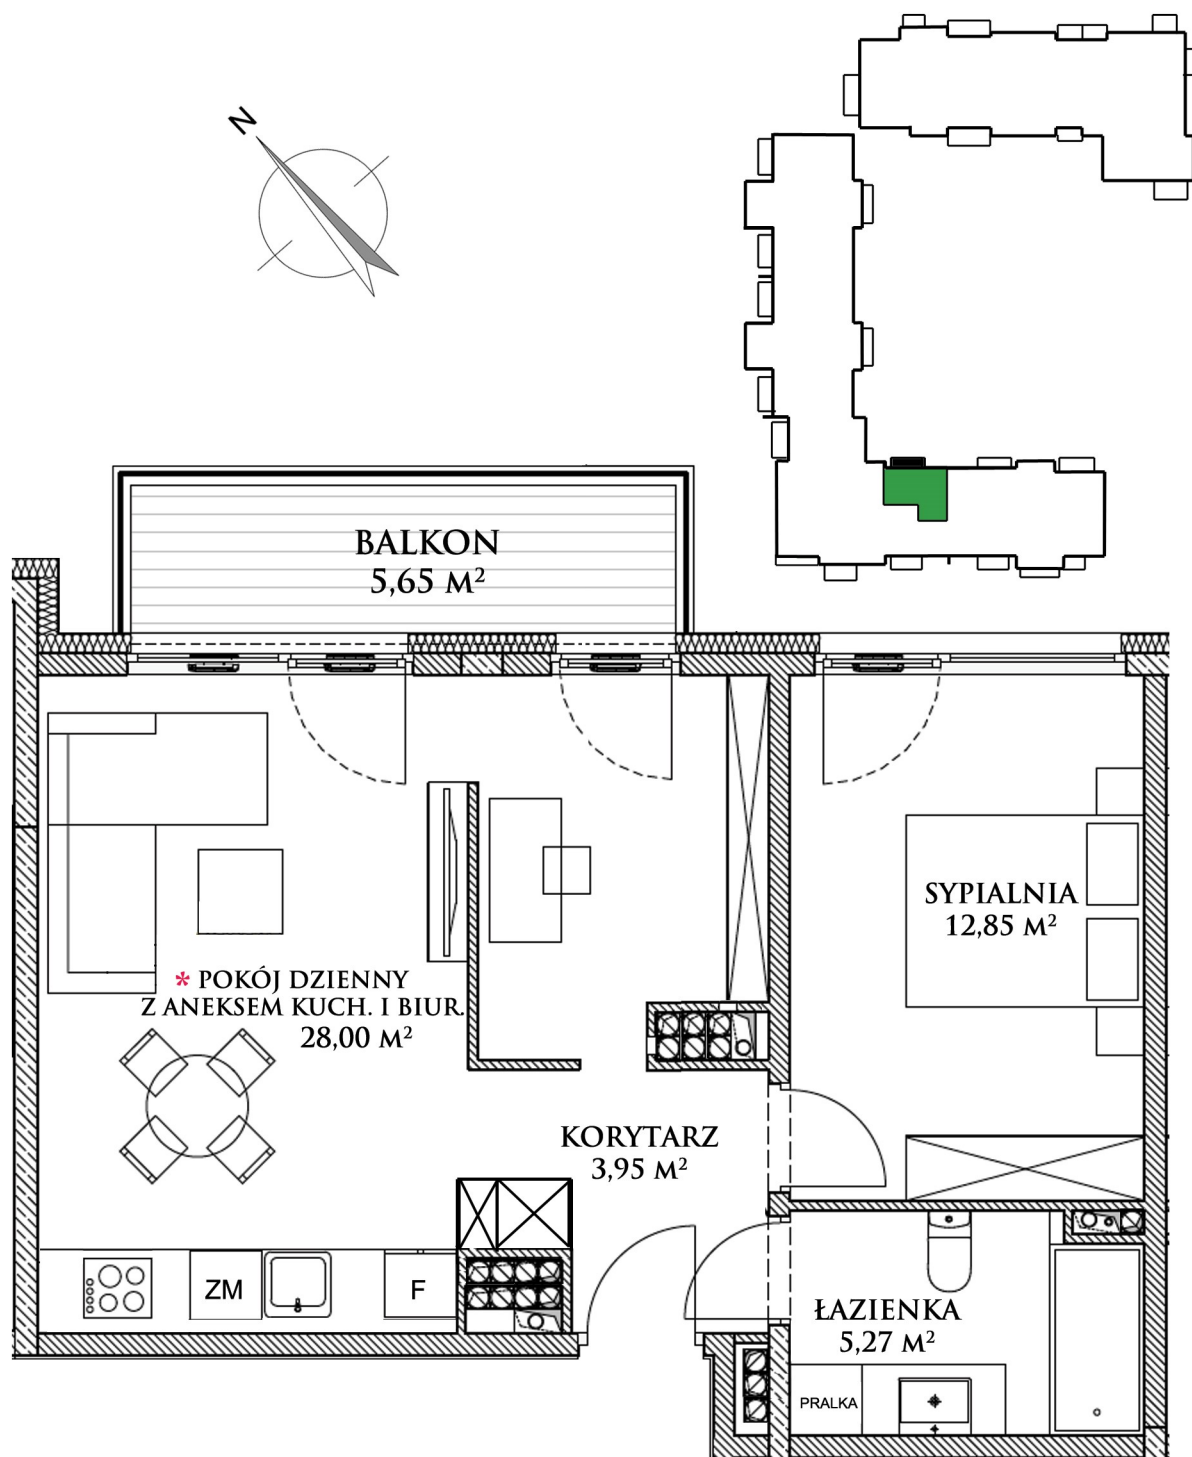 N
BALKON
5,65 M²
SYPIALNIA
12,85 M²
* POKÓJ DZIENNY
Z ANEKSEM KUCH. I BIUR.
28,00 M²
KORYTARZ
3,95 M²
ZM
F
ŁAZIENKA
5,27 M²
PRALKA